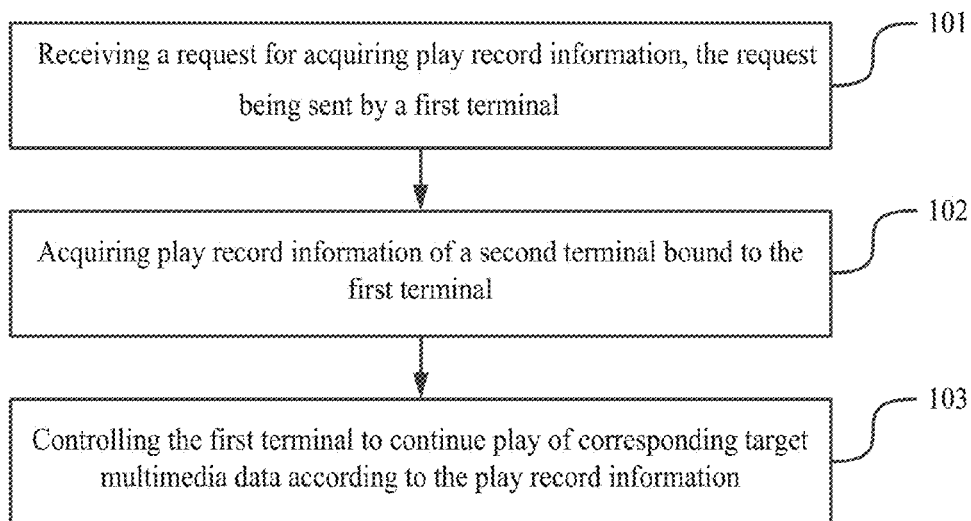 Receiving a request for acquiring play record information, the request
being sent by a first terminal
101
Acquiring play record information of a second terminal bound to the
first terminal
102
Controlling the first terminal to continue play of corresponding target
multimedia data according to the play record information
103